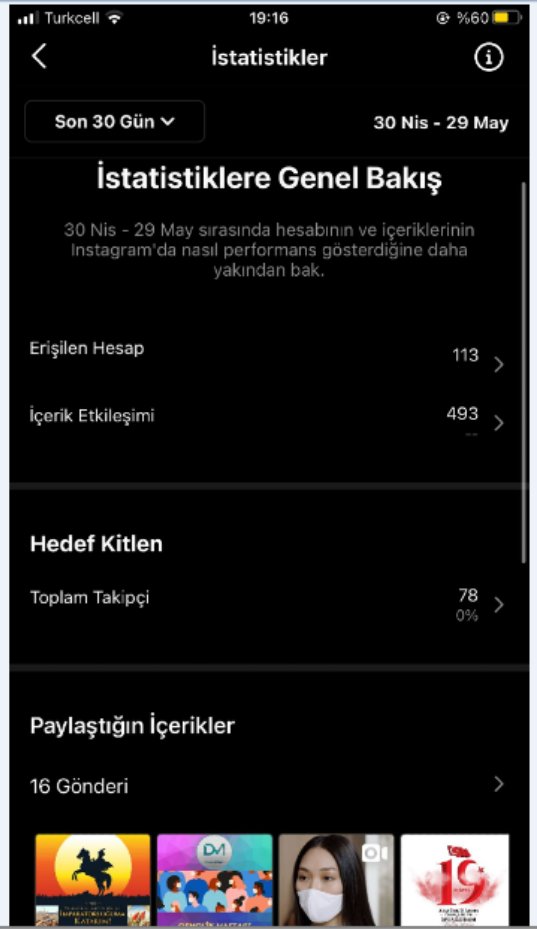 Turkcell
19:16
%60
İstatistikler
Son 30 Gün
30 Nis - 29 May
İstatistiklere Genel Bakış
30 Nis - 29 May sırasında hesabının ve içeriklerinin
Instagram'da nasıl performans gösterdiğine daha
yakından bak.
Erişilen Hesap
113
İçerik Etkileşimi
493
--
Hedef Kitlen
Toplam Takipçi
78
0%
Paylaştığın İçerikler
16 Gönderi
DM
19